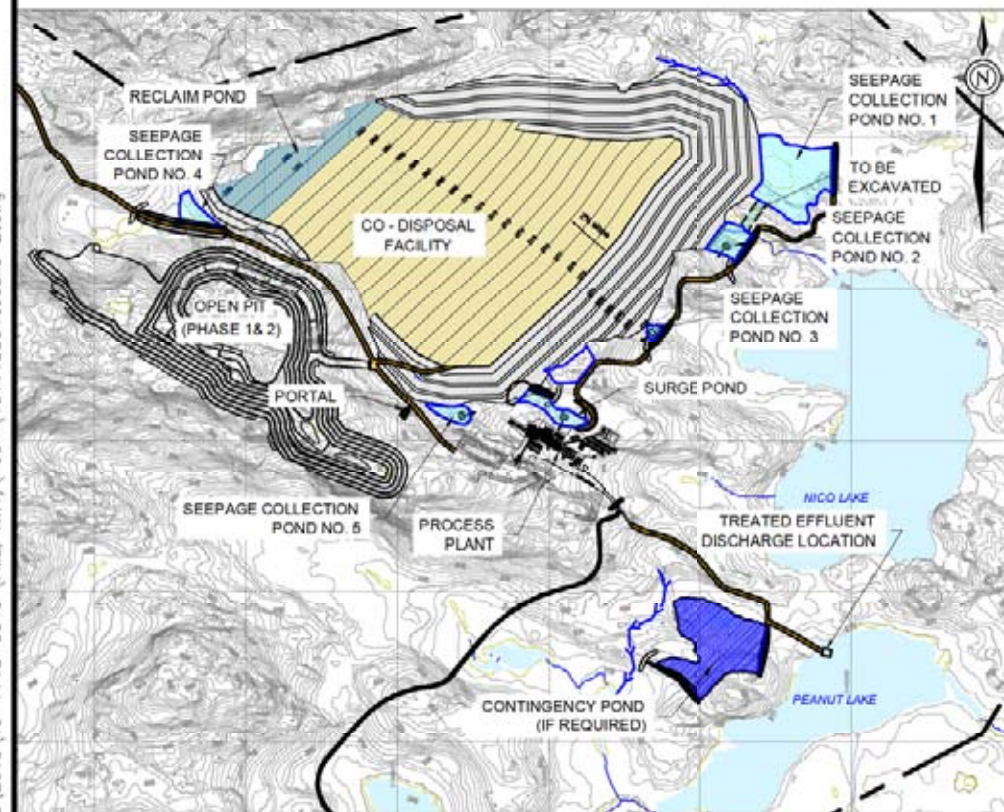 RECLAIM POND
SEEPAGE
COLLECTION
POND NO. 4
CO - DISPOSAL
FACILITY
SEEPAGE
COLLECTION
POND NO. 1
N
TO BE
EXCAVATED
SEEPAGE
COLLECTION
POND NO. 2
SEEPAGE
COLLECTION
POND NO. 3
OPEN PIT
(PHASE 1& 2)
PORTAL
SURGE POND
SEEPAGE COLLECTION
POND NO. 5
PROCESS
PLANT
NICO LAKE
TREATED EFFLUENT
DISCHARGE LOCATION
CONTINGENCY POND
(IF REQUIRED)
PEANUT LAKE